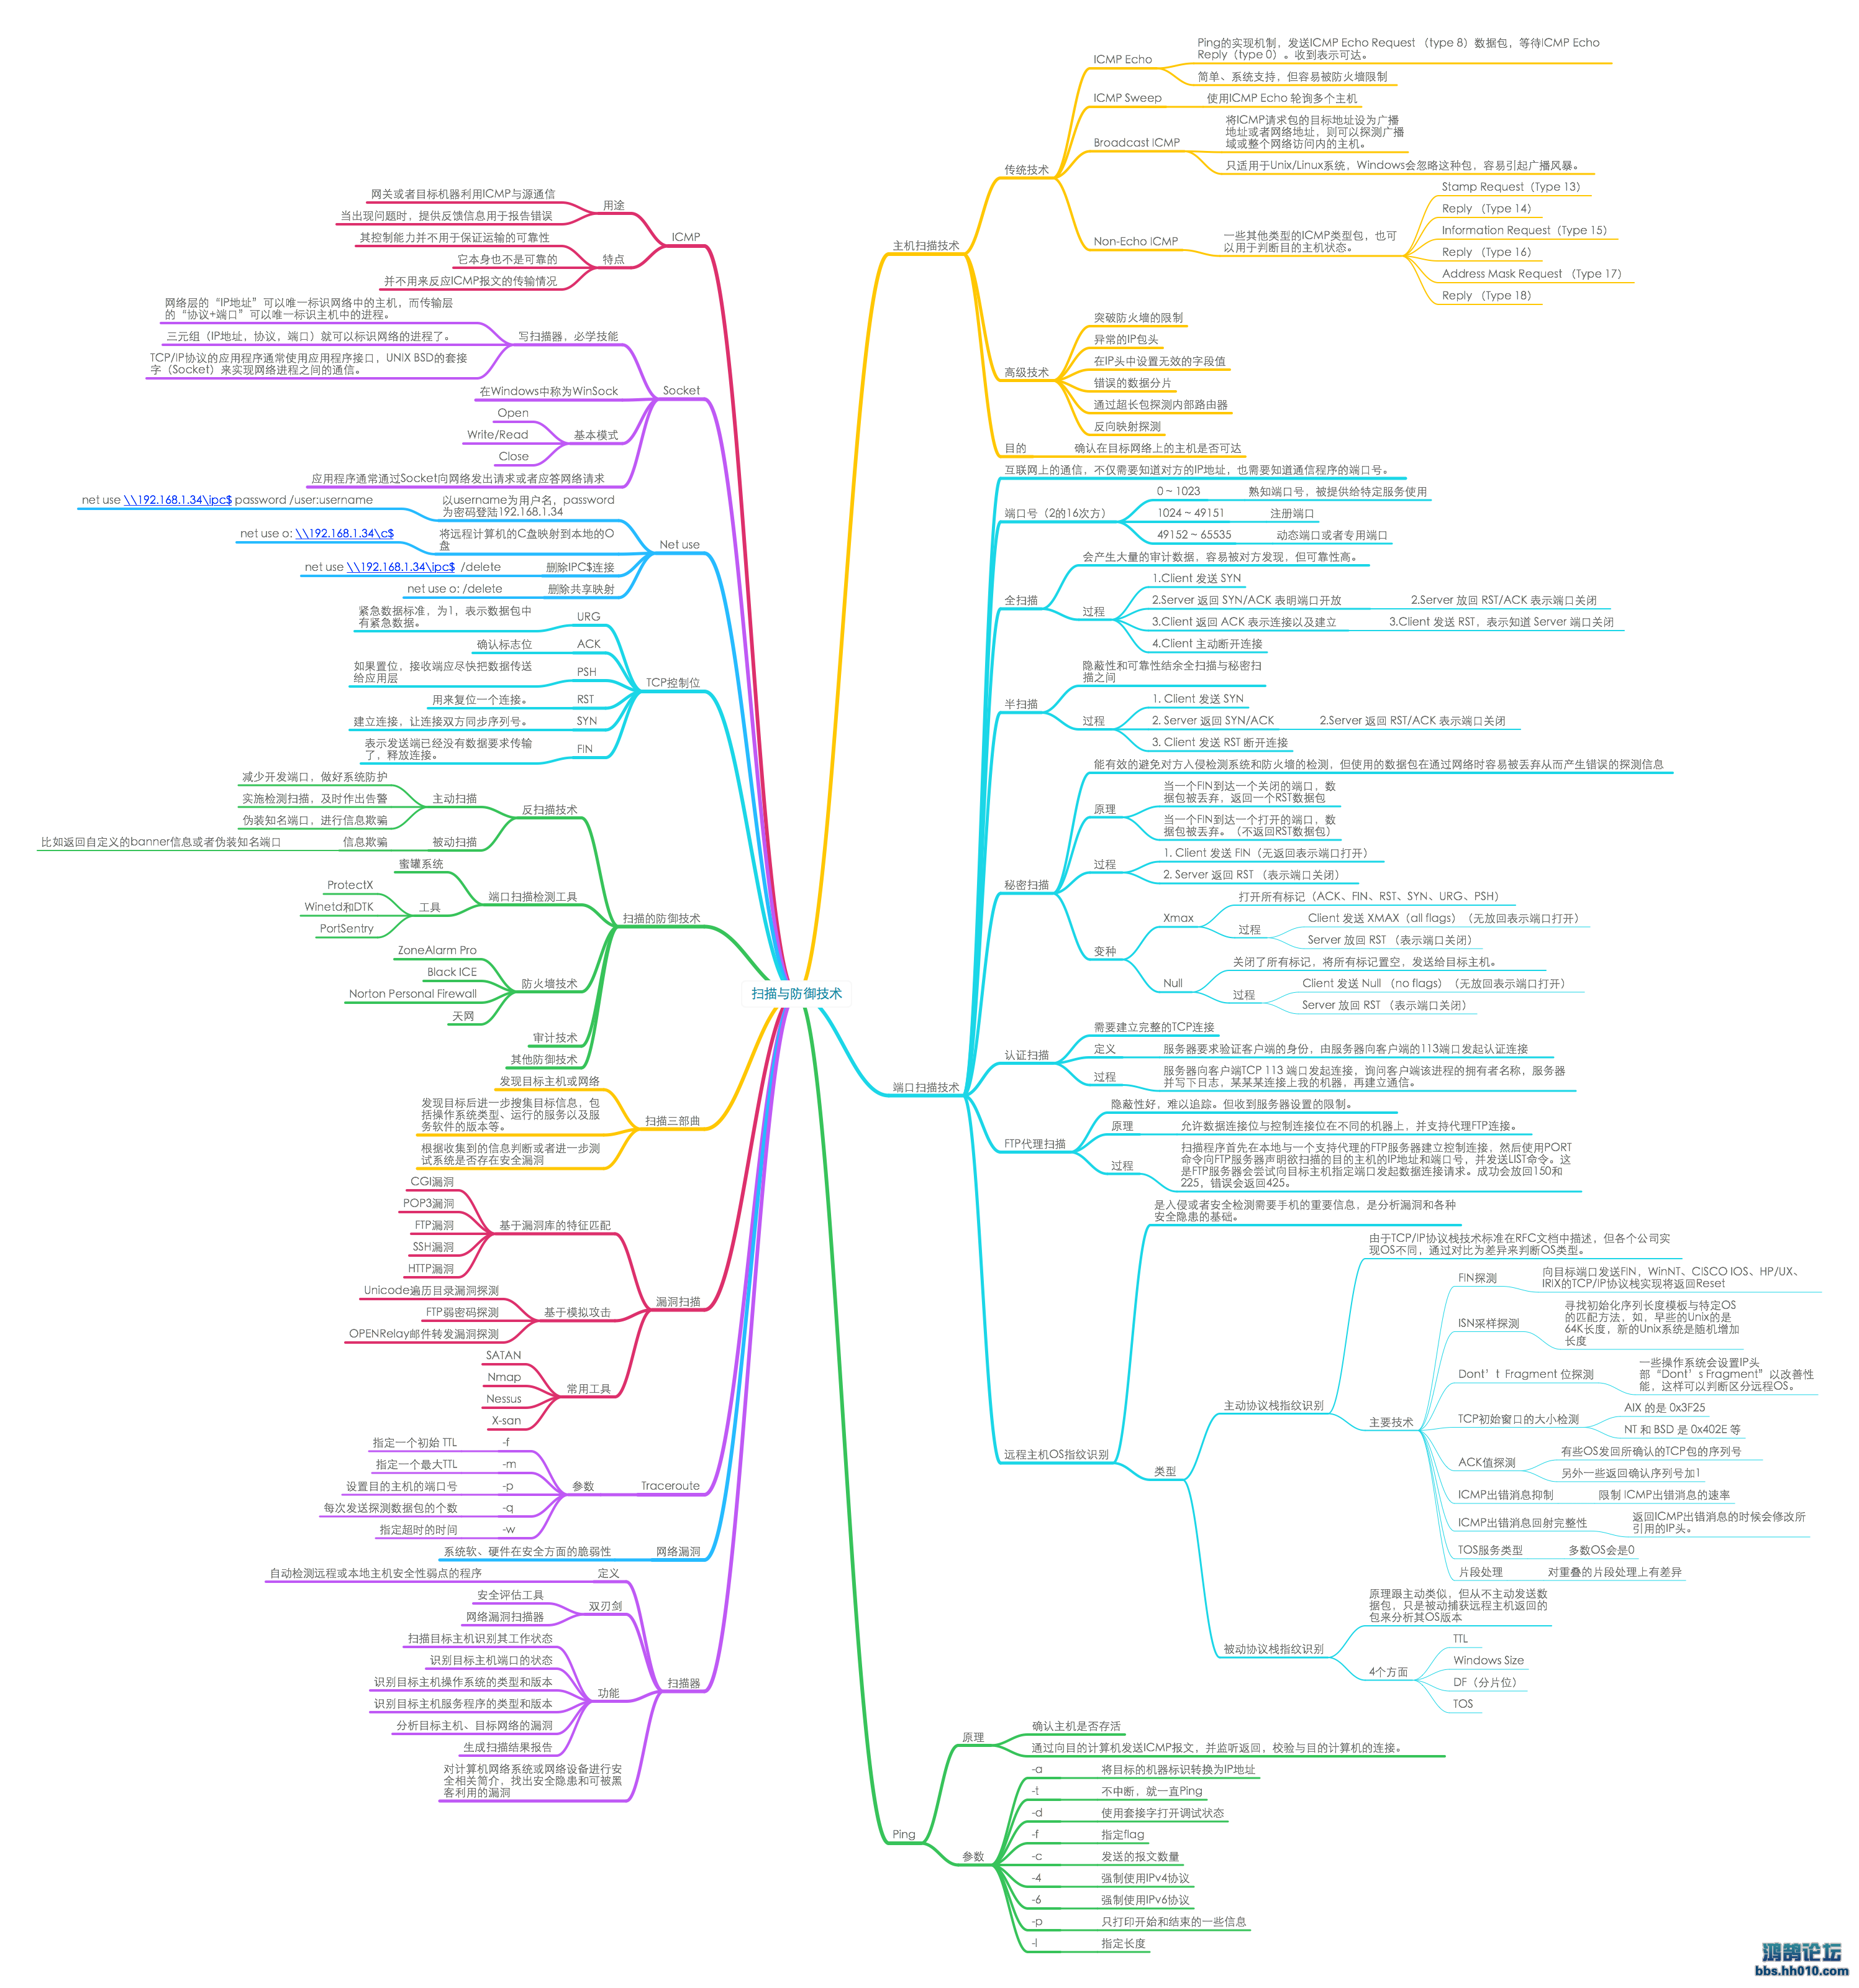 扫描与防御技术
主机扫描技术
传统技术
ICMP Echo
Ping的实现机制，发送ICMP Echo Request （type 8）数据包，等待ICMP Echo
Reply（type 0）。收到表示可达。
简单、系统支持，但容易被防火墙限制
ICMP Sweep
使用ICMP Echo 轮询多个主机
Broadcast ICMP
将ICMP请求包的目标地址设为广播
地址或者网络地址，则可以探测广播
域或整个网络访问内的主机。
只适用于Unix/Linux系统，Windows会忽略这种包，容易引起广播风暴。
Non-Echo ICMP
一些其他类型的ICMP类型包，也可
以用于判断目的主机状态。
Stamp Request（Type 13）
Reply （Type 14）
Information Request（Type 15）
Reply （Type 16）
Address Mask Request （Type 17）
Reply （Type 18）
高级技术
突破防火墙的限制
异常的IP包头
在IP头中设置无效的字段值
错误的数据分片
通过超长包探测内部路由器
反向映射探测
目的
确认在目标网络上的主机是否可达
端口扫描技术
互联网上的通信，不仅需要知道对方的IP地址，也需要知道通信程序的端口号。
端口号（2的16次方）
0 ~ 1023
熟知端口号，被提供给特定服务使用
1024 ~ 49151
注册端口
49152 ~ 65535
动态端口或者专用端口
全扫描
会产生大量的审计数据，容易被对方发现，但可靠性高。
过程
1.Client 发送 SYN
2.Server 返回 SYN/ACK 表明端口开放
2.Server 放回 RST/ACK 表示端口关闭
3.Client 返回 ACK 表示连接以及建立
3.Client 发送 RST，表示知道 Server 端口关闭
4.Client 主动断开连接
半扫描
隐蔽性和可靠性结余全扫描与秘密扫
描之间
过程
1. Client 发送 SYN
2. Server 返回 SYN/ACK
2.Server 返回 RST/ACK 表示端口关闭
3. Client 发送 RST 断开连接
秘密扫描
能有效的避免对方入侵检测系统和防火墙的检测，但使用的数据包在通过网络时容易被丢弃从而产生错误的探测信息
原理
当一个FIN到达一个关闭的端口，数
据包被丢弃，返回一个RST数据包
当一个FIN到达一个打开的端口，数
据包被丢弃。（不返回RST数据包）
过程
1. Client 发送 FIN（无返回表示端口打开）
2. Server 返回 RST （表示端口关闭）
变种
Xmax
打开所有标记（ACK、FIN、RST、SYN、URG、PSH）
过程
Client 发送 XMAX（all flags）（无放回表示端口打开）
Server 放回 RST （表示端口关闭）
Null
关闭了所有标记，将所有标记置空，发送给目标主机。
过程
Client 发送 Null （no flags）（无放回表示端口打开）
Server 放回 RST （表示端口关闭）
认证扫描
需要建立完整的TCP连接
定义
服务器要求验证客户端的身份，由服务器向客户端的113端口发起认证连接
过程
服务器向客户端TCP 113 端口发起连接，询问客户端该进程的拥有者名称，服务器
并写下日志，某某某连接上我的机器，再建立通信。
FTP代理扫描
隐蔽性好，难以追踪。但收到服务器设置的限制。
原理
允许数据连接位与控制连接位在不同的机器上，并支持代理FTP连接。
过程
扫描程序首先在本地与一个支持代理的FTP服务器建立控制连接，然后使用PORT
命令向FTP服务器声明欲扫描的目的主机的IP地址和端口号，并发送LIST命令。这
是FTP服务器会尝试向目标主机指定端口发起数据连接请求。成功会放回150和
225，错误会返回425。
远程主机OS指纹识别
是入侵或者安全检测需要手机的重要信息，是分析漏洞和各种
安全隐患的基础。
类型
主动协议栈指纹识别
由于TCP/IP协议栈技术标准在RFC文档中描述，但各个公司实
现OS不同，通过对比为差异来判断OS类型。
主要技术
FIN探测
向目标端口发送FIN，WinNT、CISCO IOS、HP/UX、
IRIX的TCP/IP协议栈实现将返回Reset
ISN采样探测
寻找初始化序列长度模板与特定OS
的匹配方法，如，早些的Unix的是
64K长度，新的Unix系统是随机增加
长度
Dont’t Fragment 位探测
一些操作系统会设置IP头
部“Dont’s Fragment”以改善性
能，这样可以判断区分远程OS。
TCP初始窗口的大小检测
AIX 的是 0x3F25
NT 和 BSD 是 0x402E 等
ACK值探测
有些OS发回所确认的TCP包的序列号
另外一些返回确认序列号加1
ICMP出错消息抑制
限制 ICMP出错消息的速率
ICMP出错消息回射完整性
返回ICMP出错消息的时候会修改所
引用的IP头。
TOS服务类型
多数OS会是0
片段处理
对重叠的片段处理上有差异
被动协议栈指纹识别
原理跟主动类似，但从不主动发送数
据包，只是被动捕获远程主机返回的
包来分析其OS版本
4个方面
TTL
Windows Size
DF（分片位）
TOS
Ping
原理
确认主机是否存活
通过向目的计算机发送ICMP报文，并监听返回，校验与目的计算机的连接。
参数
-a
将目标的机器标识转换为IP地址
-t
不中断，就一直Ping
-d
使用套接字打开调试状态
-f
指定flag
-c
发送的报文数量
-4
强制使用IPv4协议
-6
强制使用IPv6协议
-p
只打印开始和结束的一些信息
-l
指定长度
ICMP
用途
网关或者目标机器利用ICMP与源通信
当出现问题时，提供反馈信息用于报告错误
特点
其控制能力并不用于保证运输的可靠性
它本身也不是可靠的
并不用来反应ICMP报文的传输情况
Socket
写扫描器，必学技能
网络层的“IP地址”可以唯一标识网络中的主机，而传输层
的“协议+端口”可以唯一标识主机中的进程。
三元组（IP地址，协议，端口）就可以标识网络的进程了。
TCP/IP协议的应用程序通常使用应用程序接口，UNIX BSD的套接
字（Socket）来实现网络进程之间的通信。
在Windows中称为WinSock
基本模式
Open
Write/Read
Close
应用程序通常通过Socket向网络发出请求或者应答网络请求
Net use
以username为用户名，password
为密码登陆192.168.1.34
net use \\192.168.1.34\ipc$ password /user:username
将远程计算机的C盘映射到本地的O
盘
net use o: \\192.168.1.34\c$
删除IPC$连接
net use \\192.168.1.34\ipc$ /delete
删除共享映射
net use o: /delete
TCP控制位
URG
紧急数据标准，为1，表示数据包中
有紧急数据。
ACK
确认标志位
PSH
如果置位，接收端应尽快把数据传送
给应用层
RST
用来复位一个连接。
SYN
建立连接，让连接双方同步序列号。
FIN
表示发送端已经没有数据要求传输
了，释放连接。
扫描的防御技术
反扫描技术
主动扫描
减少开发端口，做好系统防护
实施检测扫描，及时作出告警
伪装知名端口，进行信息欺骗
被动扫描
信息欺骗
比如返回自定义的banner信息或者伪装知名端口
端口扫描检测工具
蜜罐系统
工具
ProtectX
Winetd和DTK
PortSentry
防火墙技术
ZoneAlarm Pro
Black ICE
Norton Personal Firewall
天网
审计技术
其他防御技术
扫描三部曲
发现目标主机或网络
发现目标后进一步搜集目标信息，包
括操作系统类型、运行的服务以及服
务软件的版本等。
根据收集到的信息判断或者进一步测
试系统是否存在安全漏洞
漏洞扫描
基于漏洞库的特征匹配
CGI漏洞
POP3漏洞
FTP漏洞
SSH漏洞
HTTP漏洞
基于模拟攻击
Unicode遍历目录漏洞探测
FTP弱密码探测
OPENRelay邮件转发漏洞探测
常用工具
SATAN
Nmap
Nessus
X-san
Traceroute
参数
-f
指定一个初始 TTL
-m
指定一个最大TTL
-p
设置目的主机的端口号
-q
每次发送探测数据包的个数
-w
指定超时的时间
网络漏洞
系统软、硬件在安全方面的脆弱性
扫描器
定义
自动检测远程或本地主机安全性弱点的程序
双刃剑
安全评估工具
网络漏洞扫描器
功能
扫描目标主机识别其工作状态
识别目标主机端口的状态
识别目标主机操作系统的类型和版本
识别目标主机服务程序的类型和版本
分析目标主机、目标网络的漏洞
生成扫描结果报告
对计算机网络系统或网络设备进行安
全相关简介，找出安全隐患和可被黑
客利用的漏洞
鸿鹄论坛
bbs.hh010.com